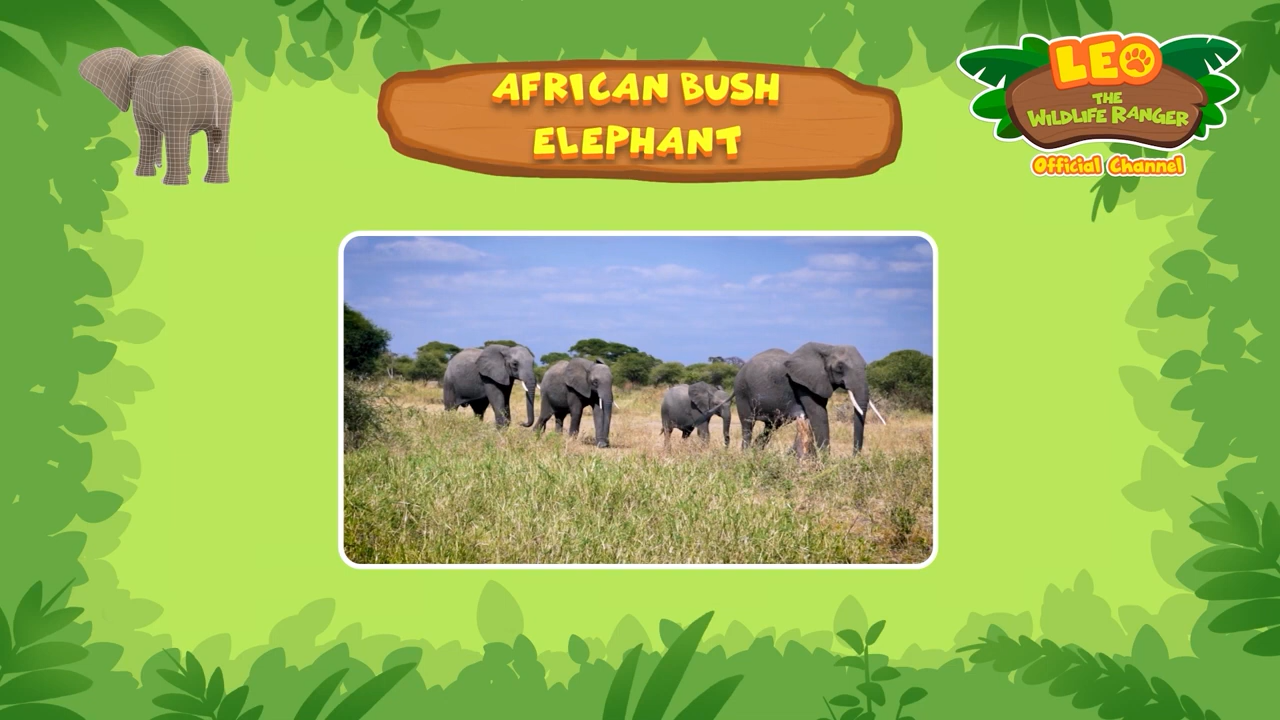 AFRICAN BUSH
ELEPHANT
LEO
THE
WILDLIFE RANGER
Official Channel